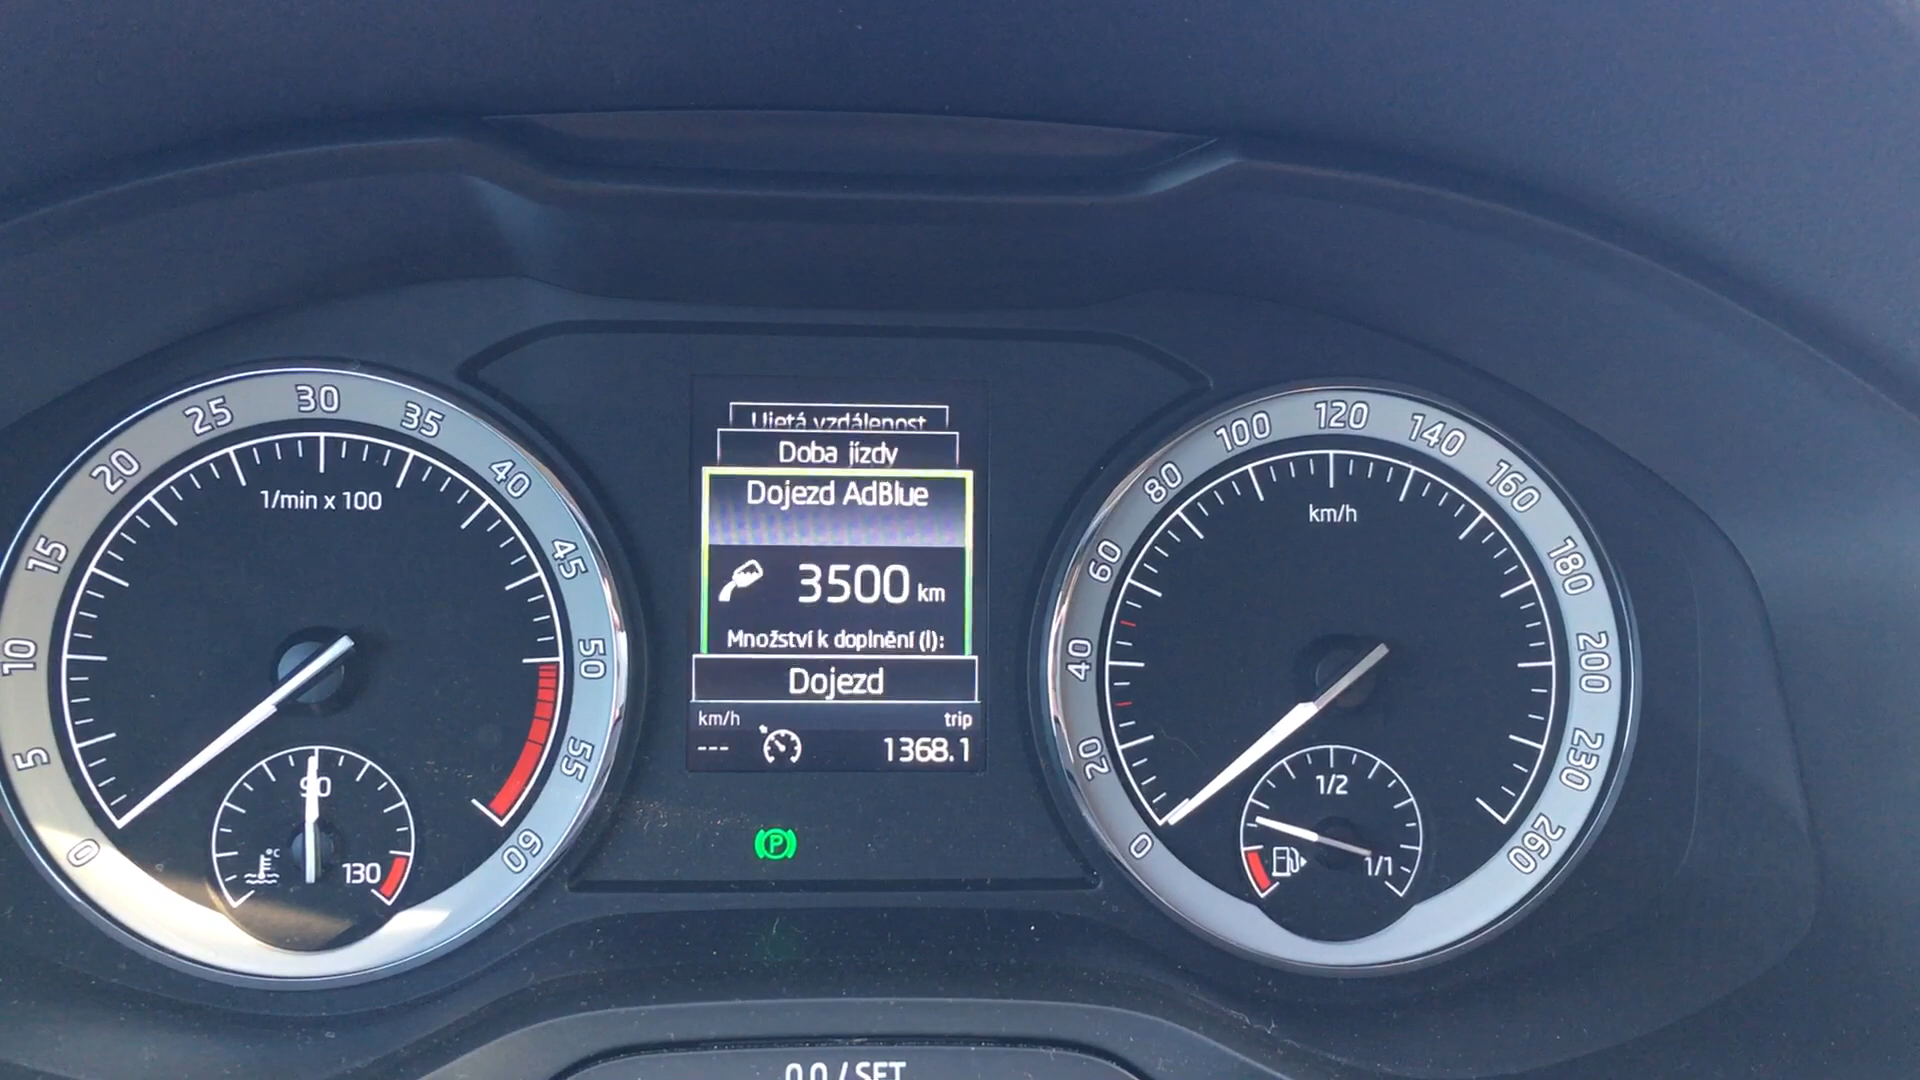 0
5
10
15
20
25
30
35
40
45
50
55
60
1/min x 100
90
°C
130
Ujetá vzdálenost
Doba jízdy
Dojezd AdBlue
3500 km
Množství k doplnění (l):
Dojezd
km/h
trip
---
1368.1
P
0
20
40
60
80
100
120
140
160
180
200
230
260
km/h
1/2
1/1
0.0 / SET